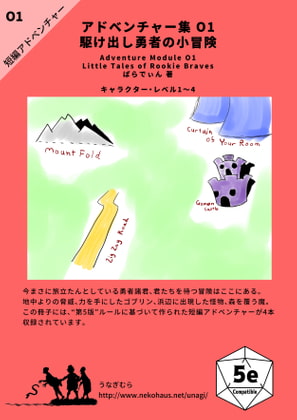 01
短編アドベンチャー
アドベンチャー集 01
駆け出し勇者の小冒険
Adventure Module 01
Little Tales of Rookie Braves
ぱらでぃん 著
キャラクター・レベル1〜4
Mount Fold
Curtain
of Your Room
Gomen
Castle
Zig Zag Road
今まさに旅立たんとしている勇者諸君、君たちを待つ冒険はここにある。
地中よりの脅威、力を手にしたゴブリン、浜辺に出現した怪物、森を覆う魔。
この冊子には、"第5版"ルールに基づいて作られた短編アドベンチャーが4本
収録されています。
うなぎむら
http://www.nekohaus.net/unagi/
5e
Compatible